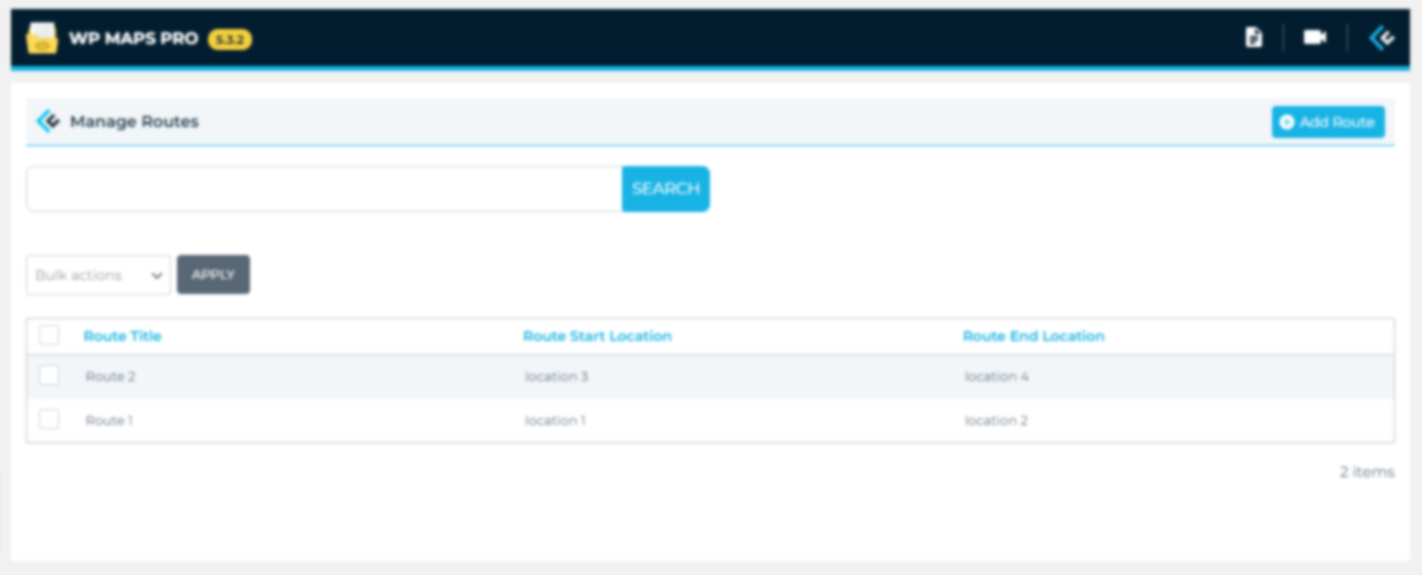 WP MAPS PRO 5.3.2
Manage Routes
Add Route
SEARCH
Bulk actions
APPLY
Route Title Route Start Location Route End Location
Route 2 location 3 location 4
Route 1 location 1 location 2
2 items